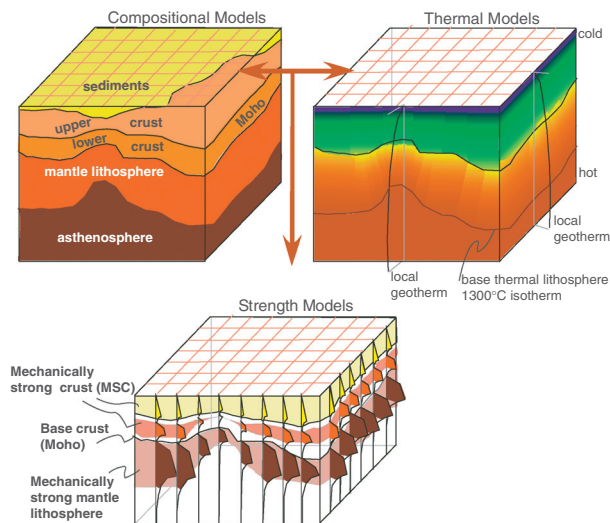 Compositional Models
Thermal Models
cold
sediments
upper crust
lower crust
Moho
mantle lithosphere
asthenosphere
hot
local
geotherm
local
geotherm
base thermal lithosphere
1300°C isotherm
Strength Models
Mechanically
strong crust (MSC)
Base crust
(Moho)
Mechanically
strong mantle
lithosphere